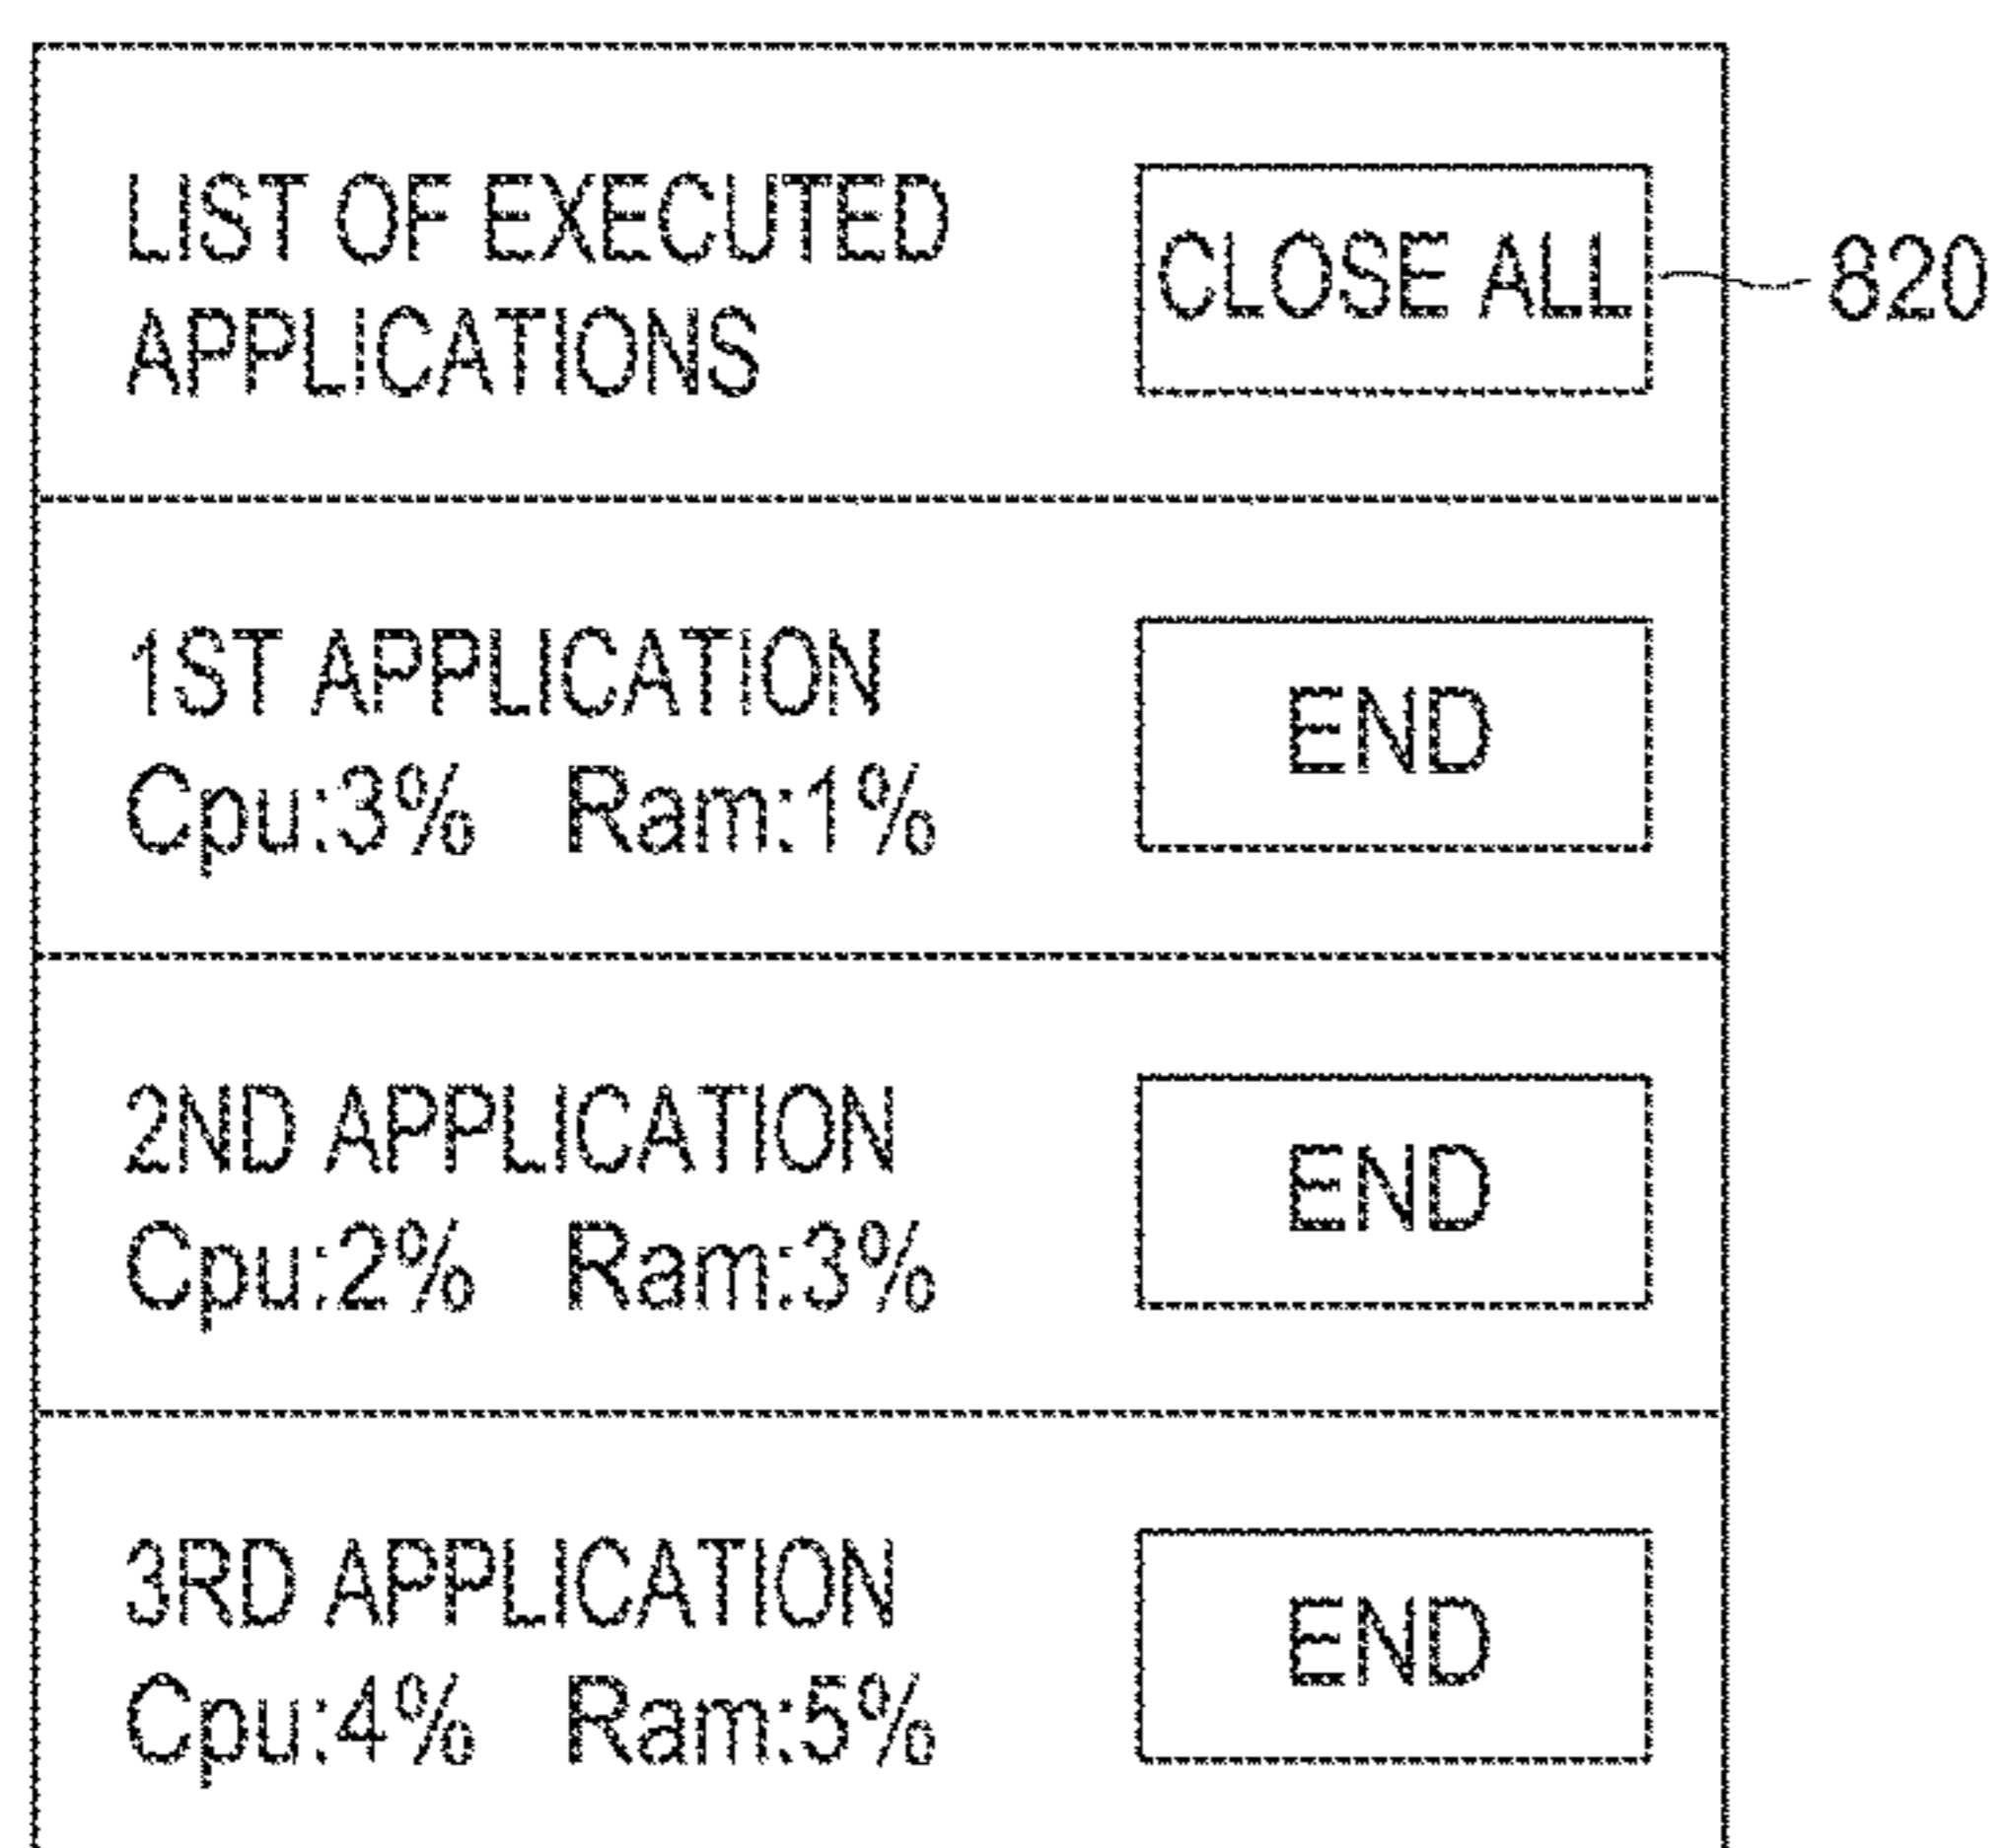 LIST OF EXECUTED
APPLICATIONS
CLOSE ALL
820
1ST APPLICATION
Cpu:3% Ram:1%
END
2ND APPLICATION
Cpu:2% Ram:3%
END
3RD APPLICATION
Cpu:4% Ram:5%
END